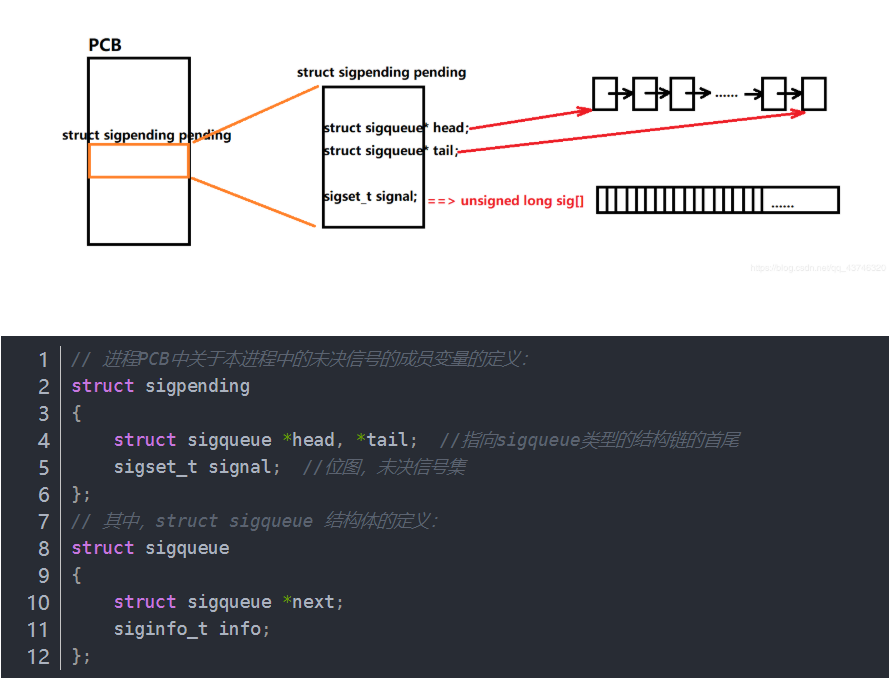 PCB
struct sigpending pending
struct sigpending pending
struct sigqueue* head;
struct sigqueue* tail;
......
sigset_t signal;
==> unsigned long sig[]
......
1 // 进程PCB中关于本进程中的未决信号的成员变量的定义:
2 struct sigpending
3 {
4 struct sigqueue *head, *tail; //指向sigqueue类型的结构链的首尾
5 sigset_t signal; //位图，未决信号集
6 };
7 // 其中，struct sigqueue 结构体的定义:
8 struct sigqueue
9 {
10 struct sigqueue *next;
11 siginfo_t info;
12 };